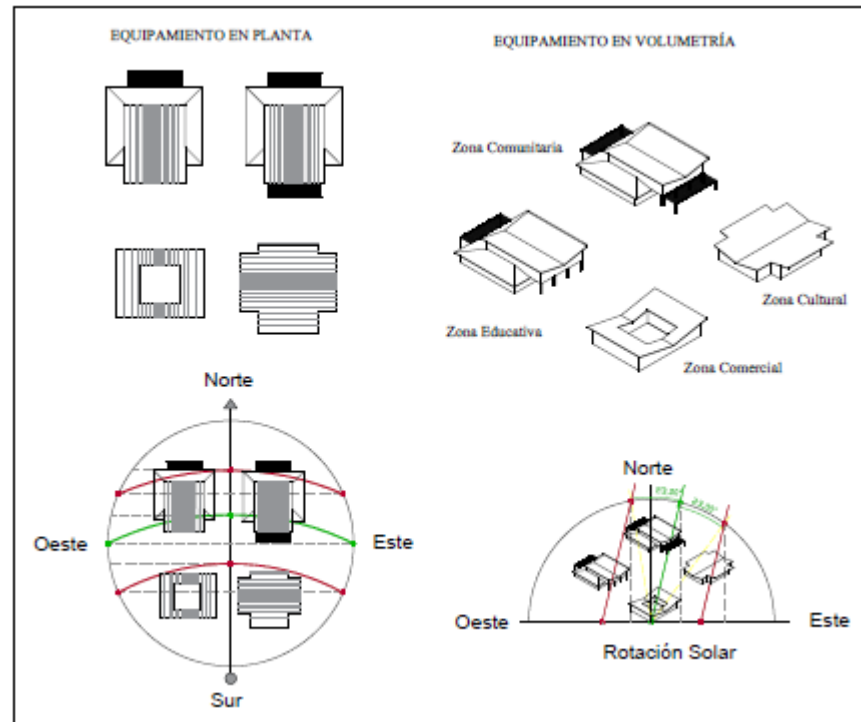 EQUIPAMIENTO EN PLANTA
EQUIPAMIENTO EN VOLUMETRÍA
Zona Comunitaria
Zona Cultural
Zona Educativa
Zona Comercial
Norte
Oeste
Este
Sur
Norte
Oeste
Este
Rotación Solar